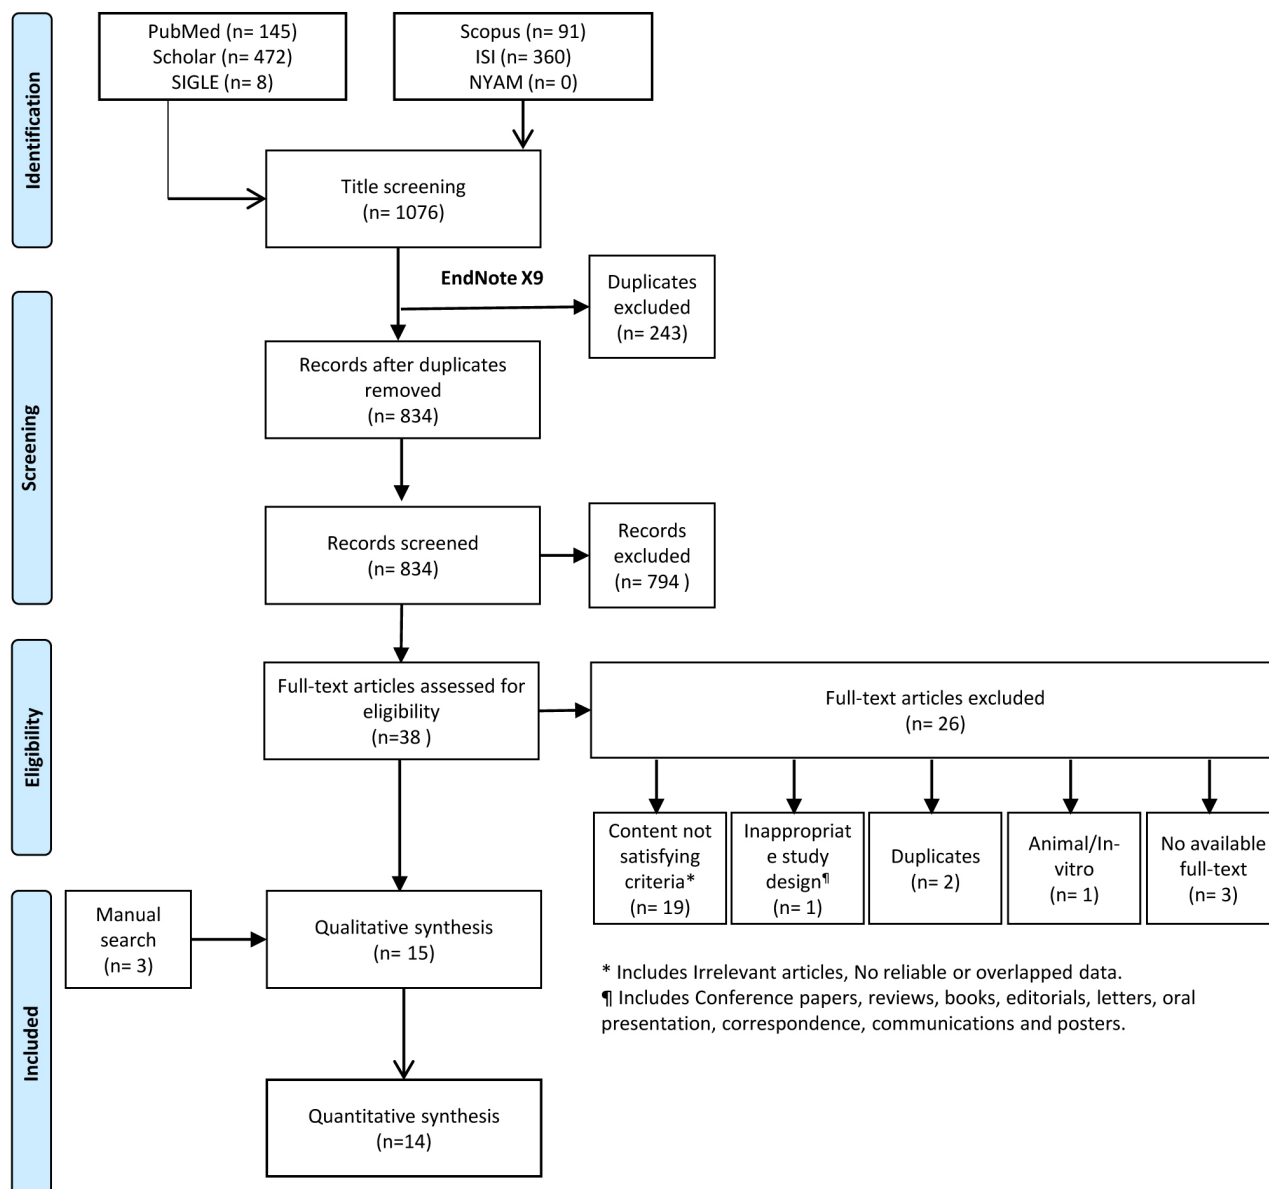 PubMed (n= 145)
Scholar (n= 472)
SIGLE (n= 8)
Scopus (n= 91)
ISI (n= 360)
NYAM (n= 0)
Identification
Title screening
(n= 1076)
EndNote X9
Duplicates
excluded
(n= 243)
Screening
Records after duplicates
removed
(n= 834)
Records screened
(n= 834)
Records
excluded
(n= 794 )
Eligibility
Full-text articles assessed for
eligibility
(n=38 )
Full-text articles excluded
(n= 26)
Content not
satisfying
criteria*
(n= 19)
Inappropriat
e study
design¶
(n= 1)
Duplicates
(n= 2)
Animal/In-
vitro
(n= 1)
No available
full-text
(n= 3)
Included
Manual
search
(n= 3)
Qualitative synthesis
(n= 15)
* Includes Irrelevant articles, No reliable or overlapped data.
¶ Includes Conference papers, reviews, books, editorials, letters, oral
presentation, correspondence, communications and posters.
Quantitative synthesis
(n=14)